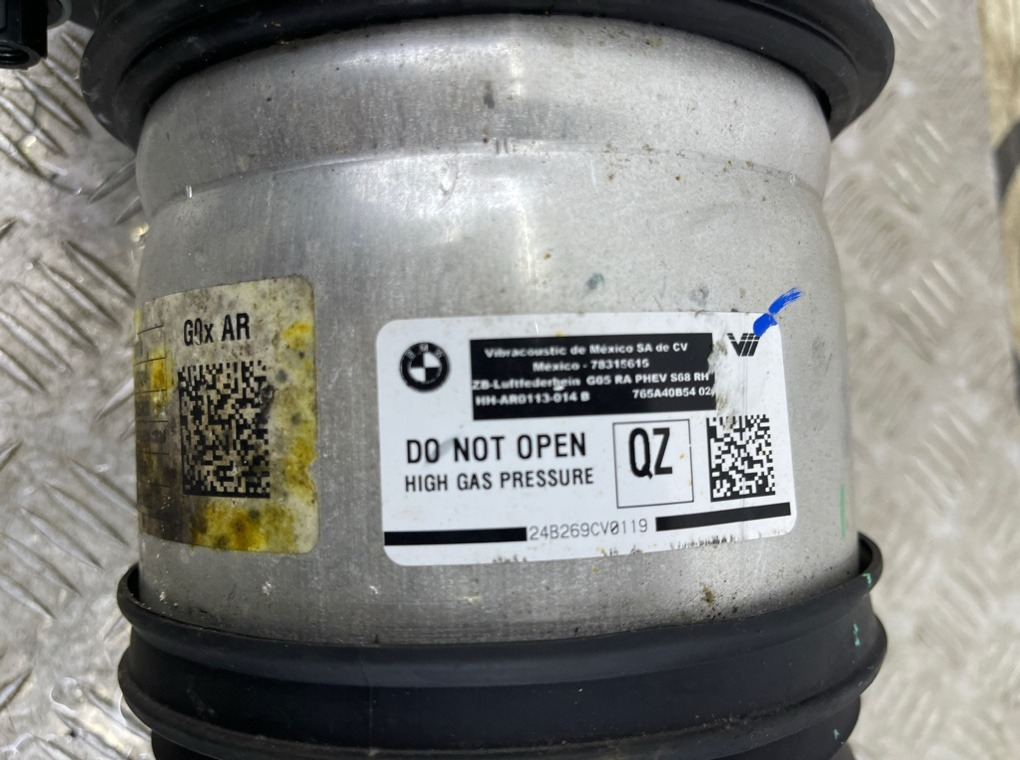 G0x AR
BMW
Vibracoustic de México SA de CV
México - 78315615
ZB-Luftfederbein G05 RA PHEV S68 RH
HH-AR0113-014 B 765A40B54 02
DO NOT OPEN
HIGH GAS PRESSURE
QZ
24B269CV0119